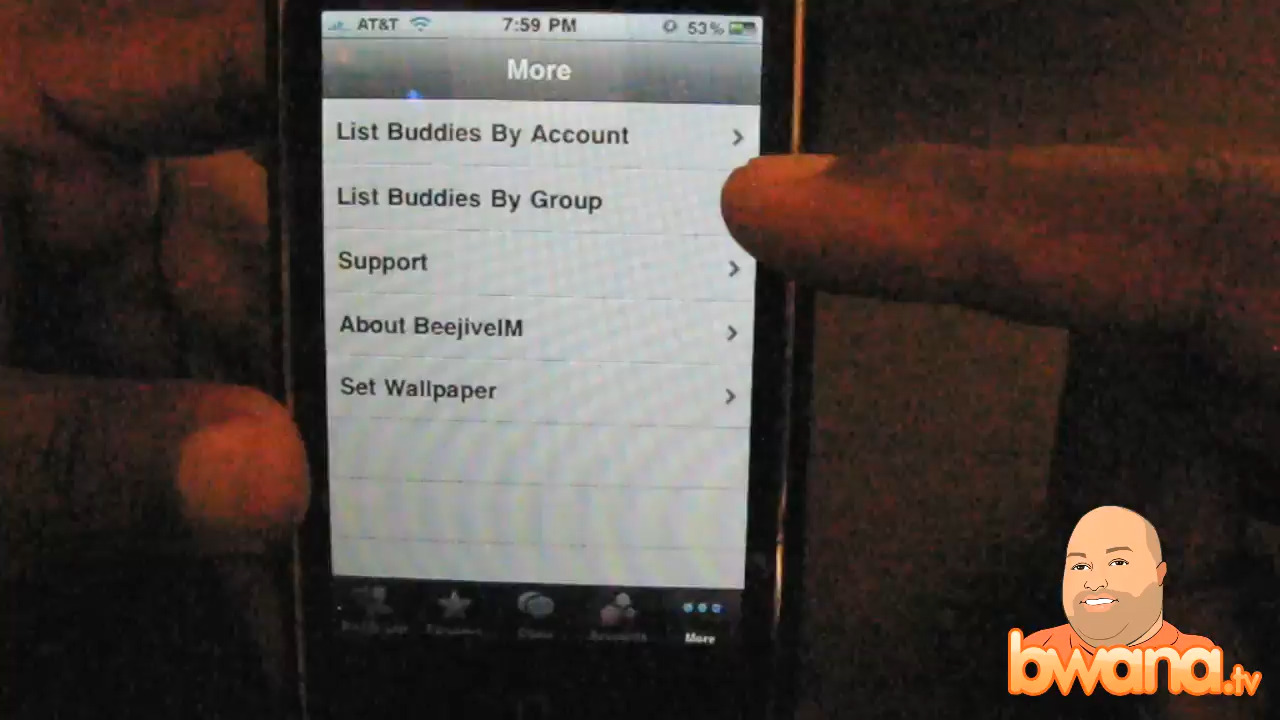 AT&T 7:59 PM 53%
More
List Buddies By Account
List Buddies By Group
Support
About BeejiveIM
Set Wallpaper
Accounts More
bwana.tv